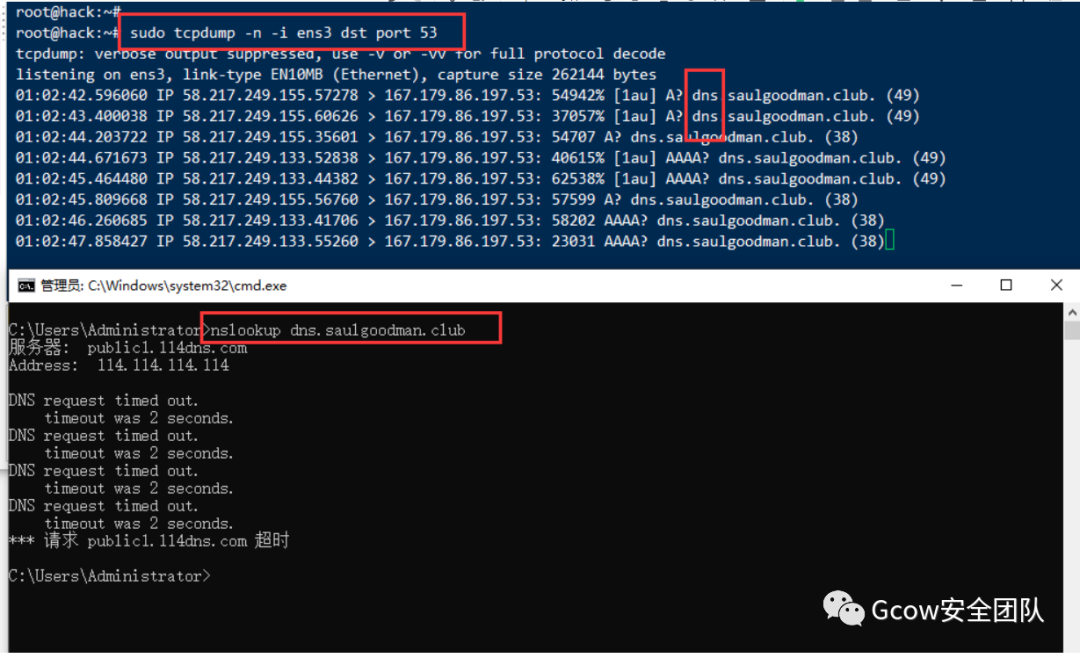 root@hack:~#
root@hack:~# sudo tcpdump -n -i ens3 dst port 53
tcpdump: verbose output suppressed, use -v or -vv for full protocol decode
listening on ens3, link-type EN10MB (Ethernet), capture size 262144 bytes
01:02:42.596060 IP 58.217.249.155.57278 > 167.179.86.197.53: 54942% [1au] A? dns.saulgoodman.club. (49)
01:02:43.400038 IP 58.217.249.155.60626 > 167.179.86.197.53: 37057% [1au] A? dns.saulgoodman.club. (49)
01:02:44.203722 IP 58.217.249.155.35601 > 167.179.86.197.53: 54707 A? dns.saulgoodman.club. (38)
01:02:44.671673 IP 58.217.249.133.52838 > 167.179.86.197.53: 40615% [1au] AAAA? dns.saulgoodman.club. (49)
01:02:45.464480 IP 58.217.249.133.44382 > 167.179.86.197.53: 62538% [1au] AAAA? dns.saulgoodman.club. (49)
01:02:45.809668 IP 58.217.249.155.56760 > 167.179.86.197.53: 57599 A? dns.saulgoodman.club. (38)
01:02:46.260685 IP 58.217.249.133.41706 > 167.179.86.197.53: 58202 AAAA? dns.saulgoodman.club. (38)
01:02:47.858427 IP 58.217.249.133.55260 > 167.179.86.197.53: 23031 AAAA? dns.saulgoodman.club. (38)
管理员: C:\Windows\system32\cmd.exe
C:\Users\Administrator>nslookup dns.saulgoodman.club
服务器: public1.114dns.com
Address: 114.114.114.114
DNS request timed out.
timeout was 2 seconds.
DNS request timed out.
timeout was 2 seconds.
DNS request timed out.
timeout was 2 seconds.
DNS request timed out.
timeout was 2 seconds.
*** 请求 public1.114dns.com 超时
C:\Users\Administrator>
Gcow安全团队